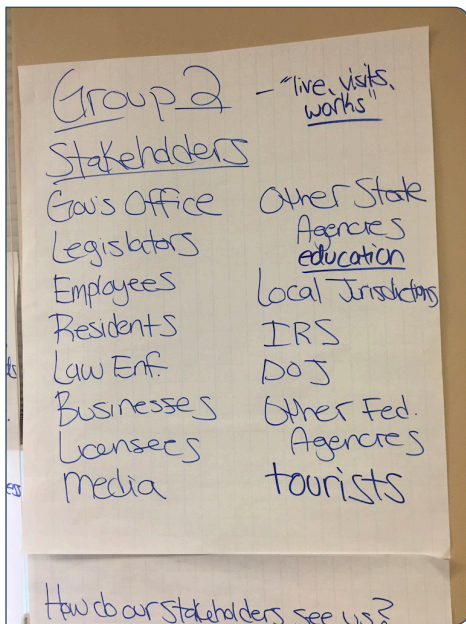 Group 2
- "live, visits,
works"
Stakeholders
Gov's Office
Legislators
Employees
Residents
Law Enf.
Businesses
Licensees
Media
Other State
Agencies
education
Local Jurisdictions
IRS
DOJ
Other Fed.
Agencies
tourists
How do our stakeholders see us?